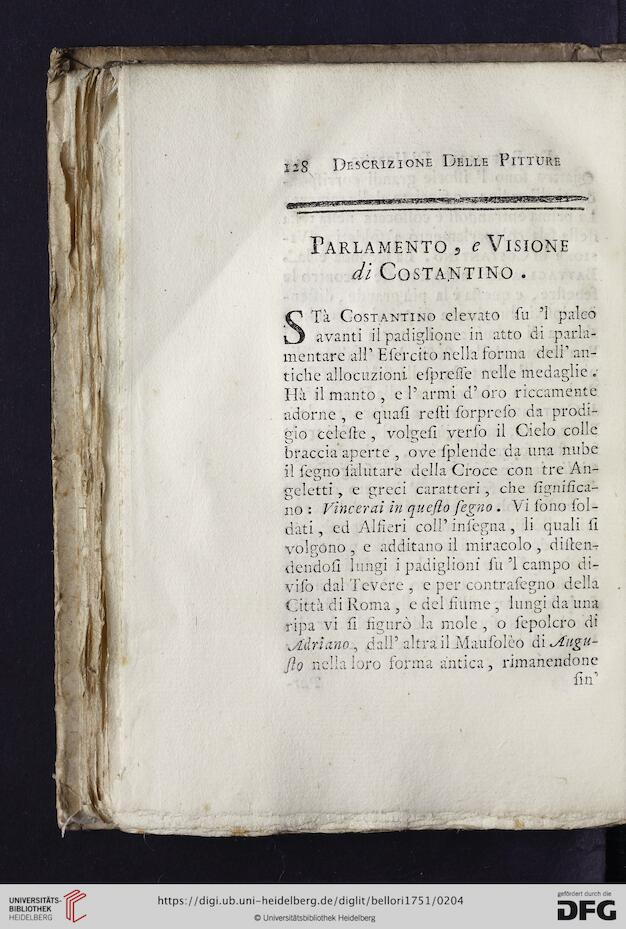 128 DESCRIZIONE DELLE PITTURE
PARLAMENTO, e VISIONE
di COSTANTINO.
STà COSTANTINO elevato ſu 'l palco
avanti il padiglione in atto di parla-
mentare all' Eſercito nella forma dell' an-
tiche allocuzioni eſpreſſe nelle medaglie.
Hà il manto, e l' armi d' oro riccamente
adorne, e quaſi reſti ſorpreſo da prodi-
gio celeſte, volgeſi verſo il Cielo colle
braccia aperte, ove ſplende da una nube
il ſegno ſalutare della Croce con tre An-
geletti, e greci caratteri, che ſignifica-
no: Vincerai in queſto ſegno. Vi ſono ſol-
dati, ed Alfieri coll' inſegna, li quali ſi
volgono, e additano il miracolo, diſten-
dendoſi lungi i padiglioni ſu 'l campo di-
viſo dal Tevere, e per contraſegno della
Città di Roma, e del fiume, lungi da una
ripa vi ſi figurò la mole, o ſepolcro di
Adriano, dall' altra il Mauſolèo di Augu-
ſto nella loro forma antica, rimanendone
ſin'
UNIVERSITÄTS-
BIBLIOTHEK
HEIDELBERG
https://digi.ub.uni-heidelberg.de/diglit/bellori1751/0204
© Universitätsbibliothek Heidelberg
gefördert durch die
DFG